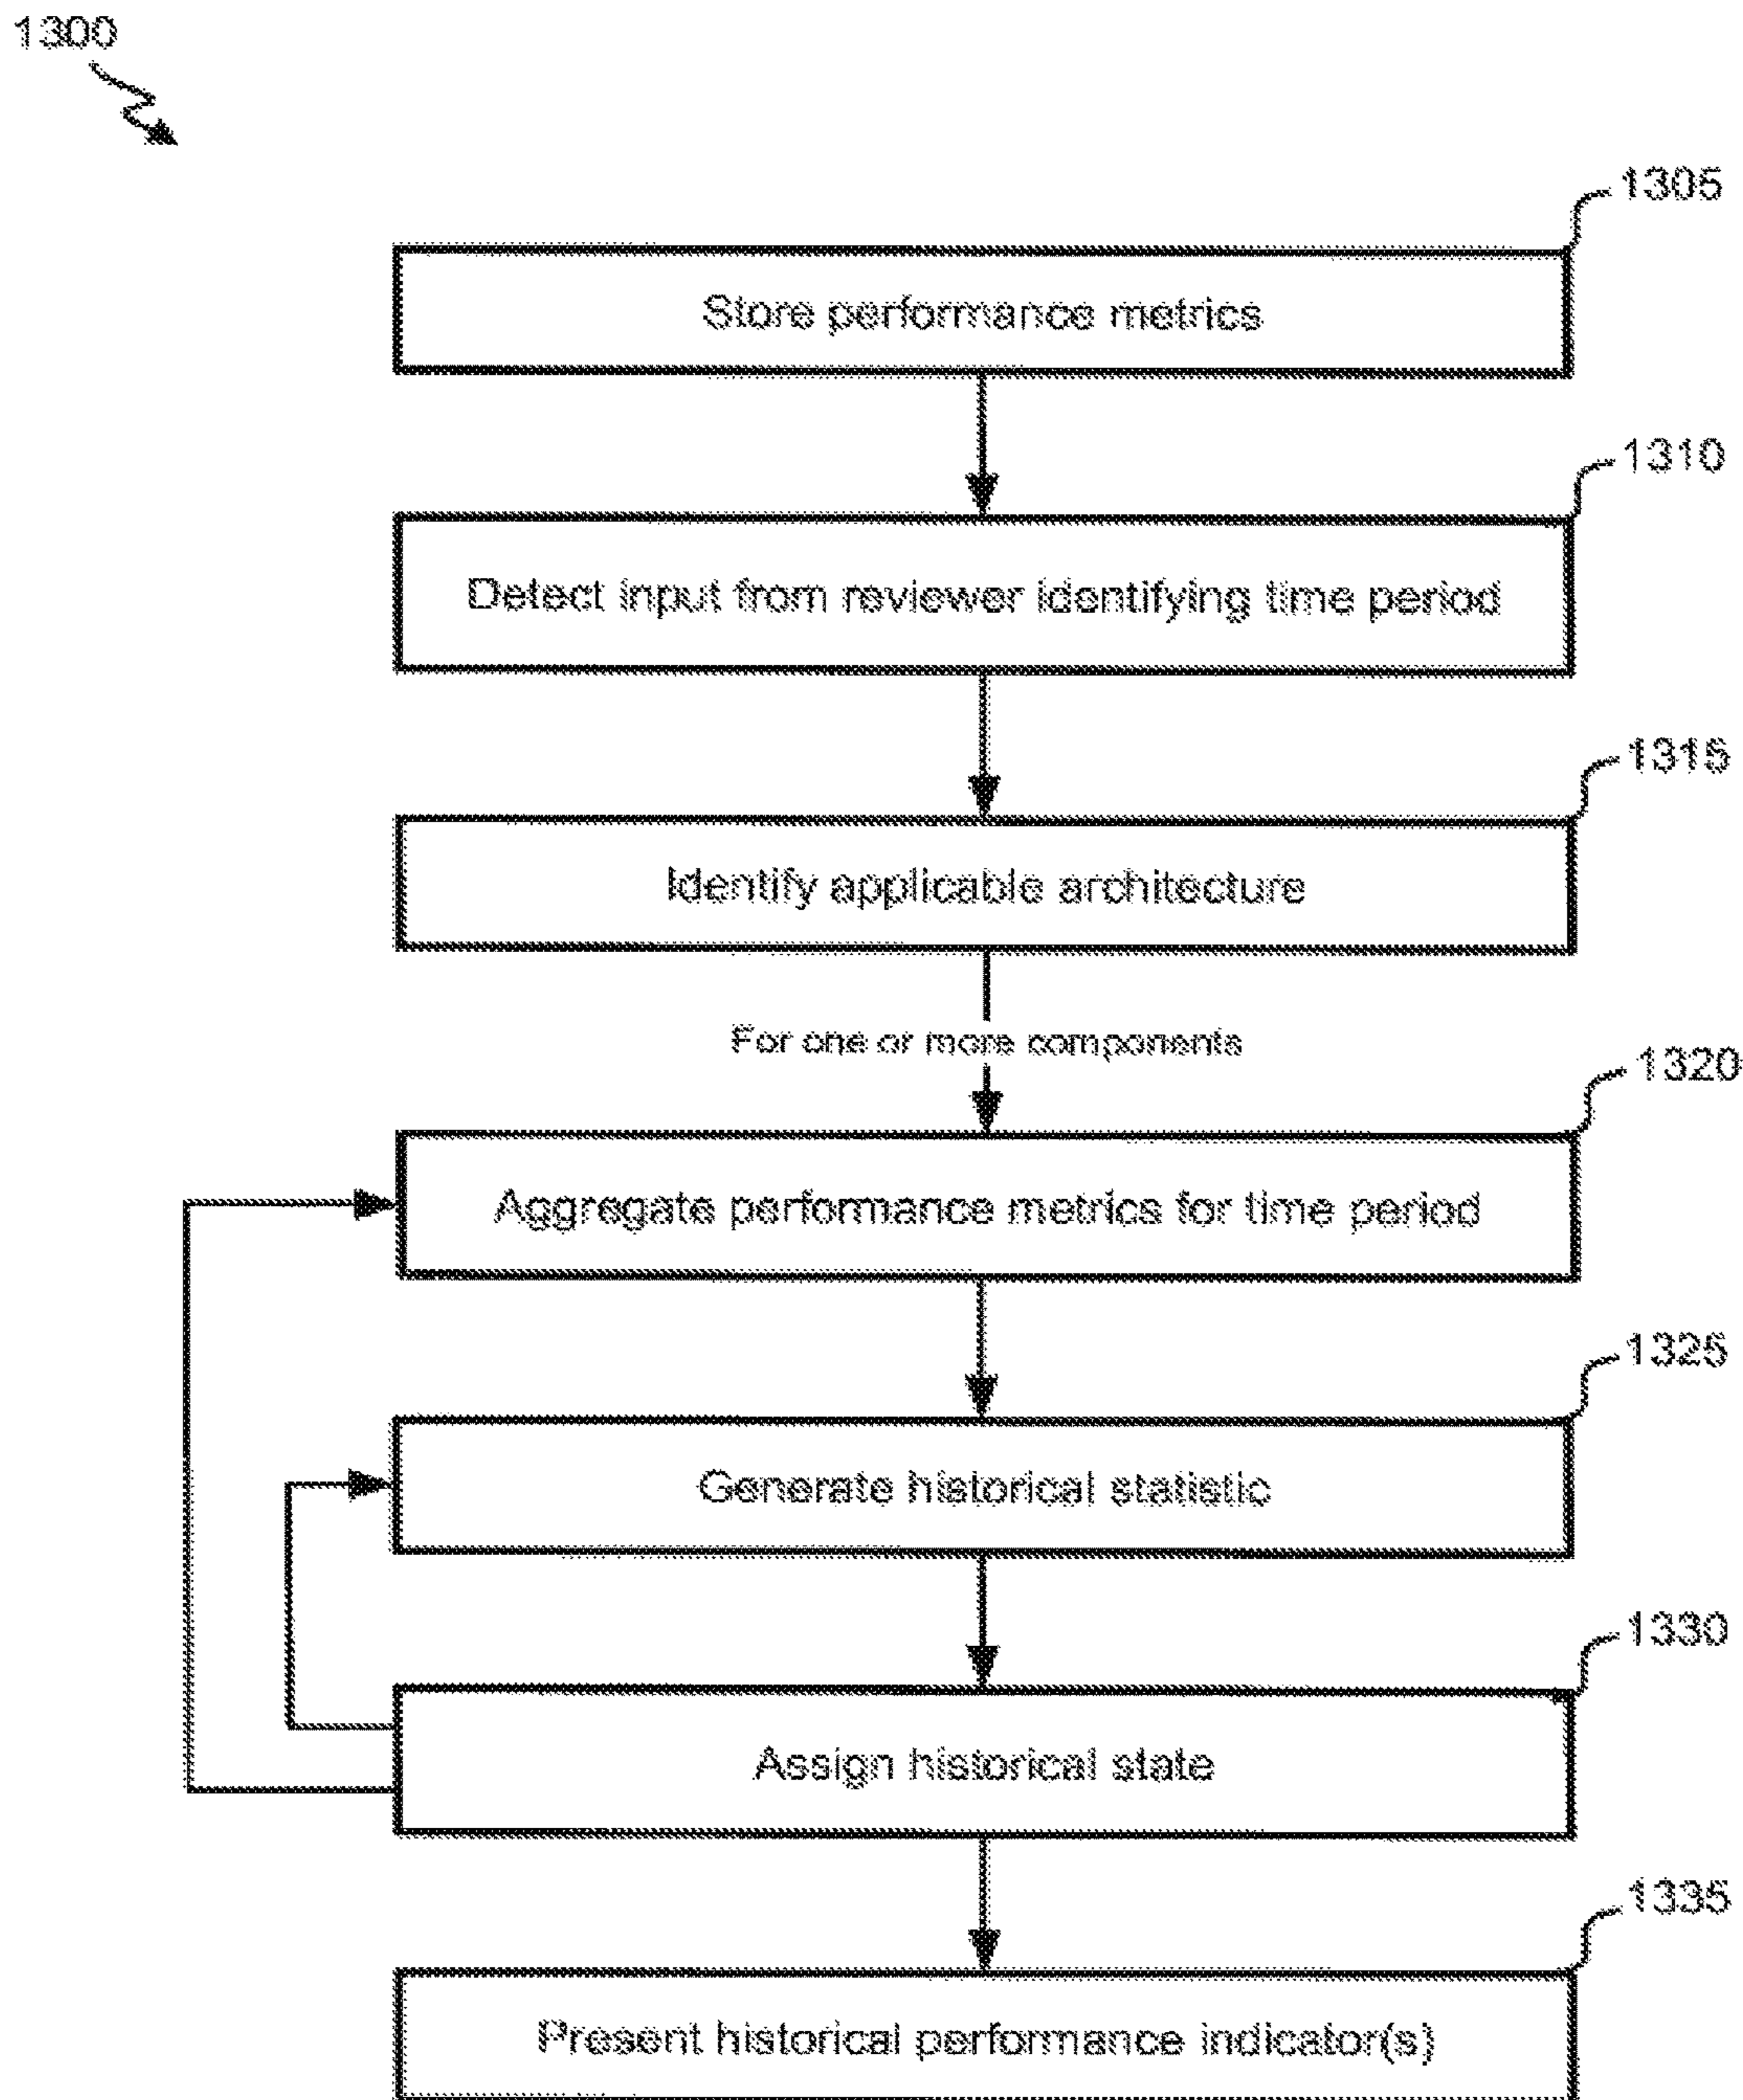 1300
1305
Store performance metrics
1310
Detect input from reviewer identifying time period
1315
Identify applicable architecture
For one or more components
1320
Aggregate performance metrics for time period
1325
Generate historical statistic
1330
Assign historical state
1335
Present historical performance indicator(s)